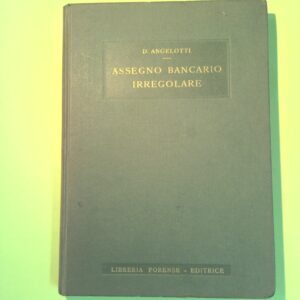 D. ANGELOTTI
ASSEGNO BANCARIO
IRREGOLARE
LIBRERIA FORENSE - EDITRICE